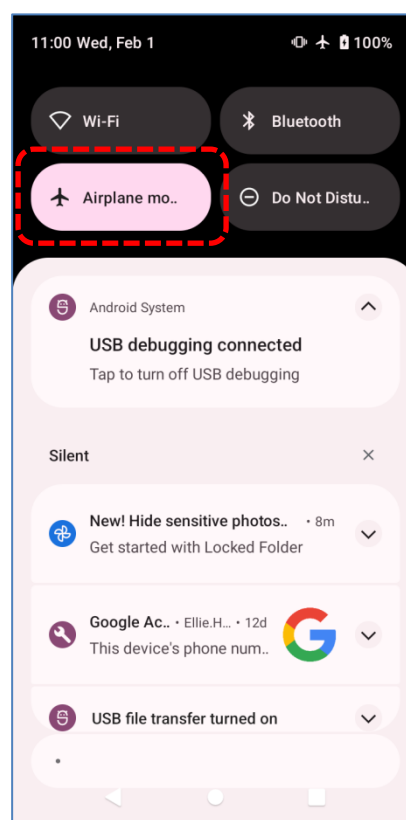 11:00 Wed, Feb 1 100%
Wi-Fi Bluetooth
Airplane mo.. Do Not Distu..
Android System
USB debugging connected
Tap to turn off USB debugging
Silent
New! Hide sensitive photos.. • 8m
Get started with Locked Folder
Google Ac.. • Ellie.H... • 12d
This device's phone num..
USB file transfer turned on